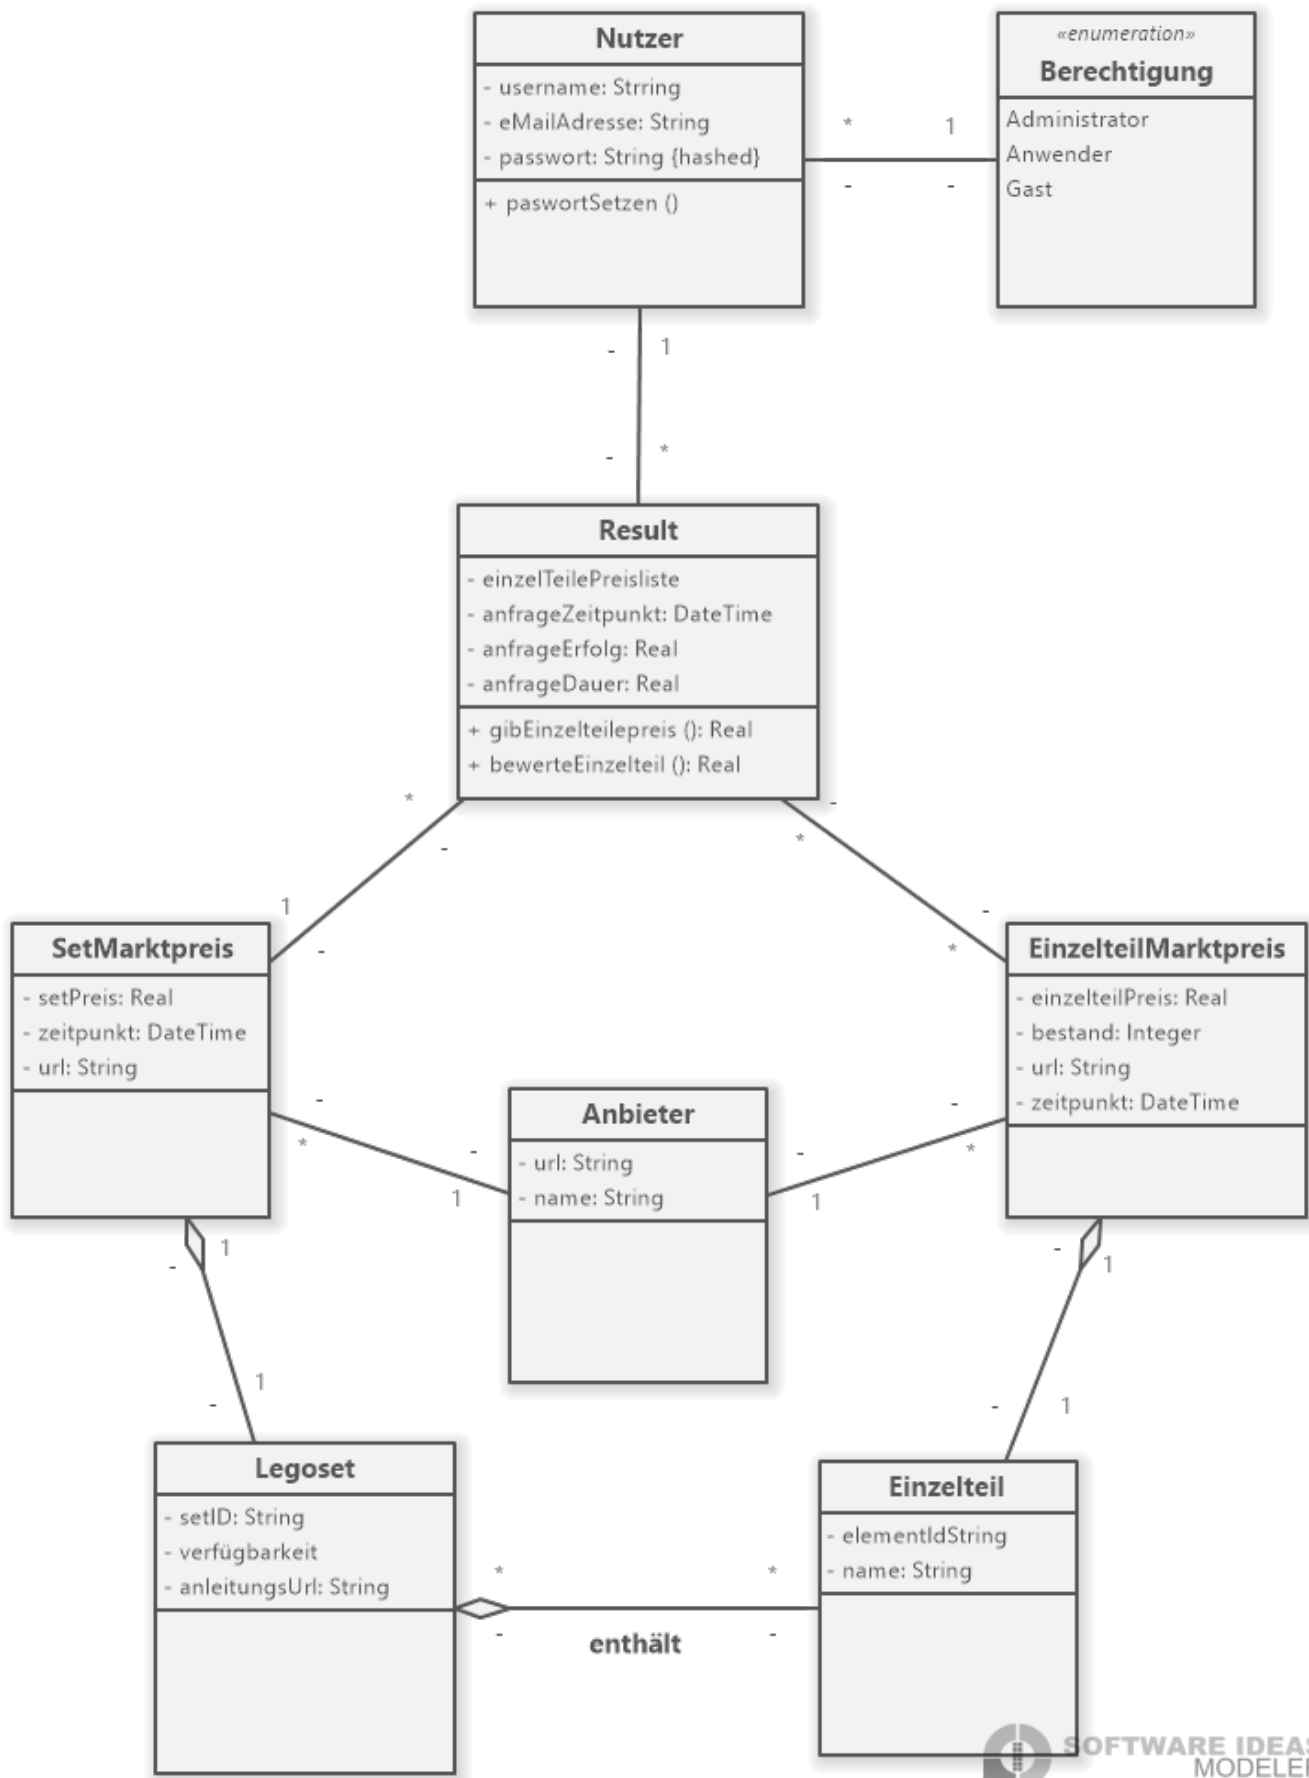 Nutzer
- username: Strring
- eMailAdresse: String
- passwort: String {hashed}
+ paswortSetzen ()
«enumeration»
Berechtigung
Administrator
Anwender
Gast
* 1
- -
- 1
- *
Result
- einzelTeilePreisliste
- anfrageZeitpunkt: DateTime
- anfrageErfolg: Real
- anfrageDauer: Real
+ gibEinzelteilepreis (): Real
+ bewerteEinzelteil (): Real
* -
1 -
- *
- *
SetMarktpreis
- setPreis: Real
- zeitpunkt: DateTime
- url: String
EinzelteilMarktpreis
- einzelteilPreis: Real
- bestand: Integer
- url: String
- zeitpunkt: DateTime
Anbieter
- url: String
- name: String
- *
- 1
- *
- 1
- 1
- 1
- 1
- 1
Legoset
- setID: String
- verfügbarkeit
- anleitungsUrl: String
Einzelteil
- elementIdString
- name: String
* *
- -
enthält
SOFTWARE IDEAS
MODELER